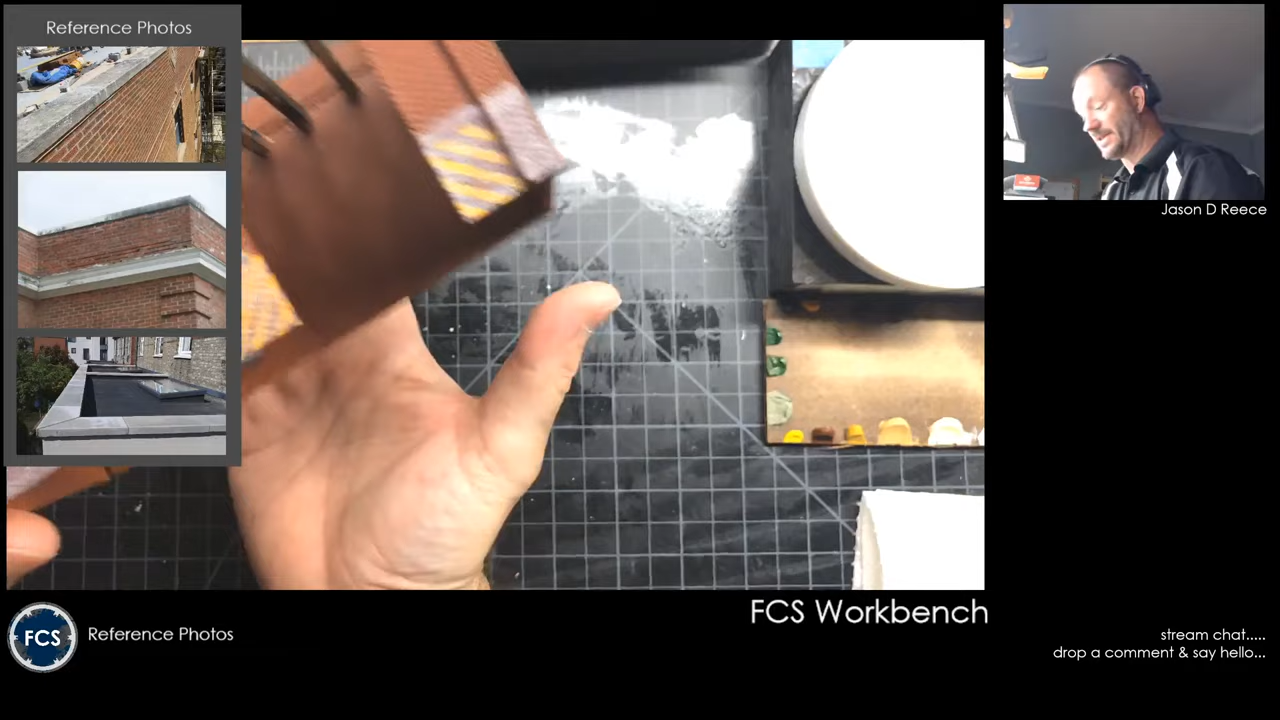 Reference Photos
Jason D Reece
FCS Workbench
FCS
Reference Photos
stream chat.....
drop a comment & say hello...